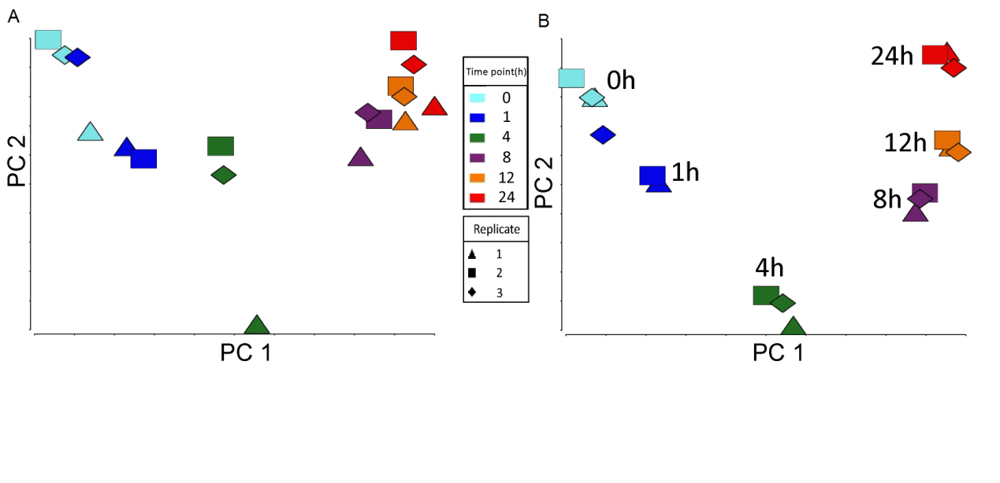 A
PC 2
PC 1
Time point(h)
0
1
4
8
12
24
Replicate
1
2
3
B
PC 2
0h
1h
4h
24h
12h
8h
PC 1